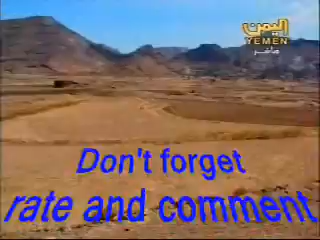 اليمن
YEMEN
مباشر
Don't forget
rate and comment